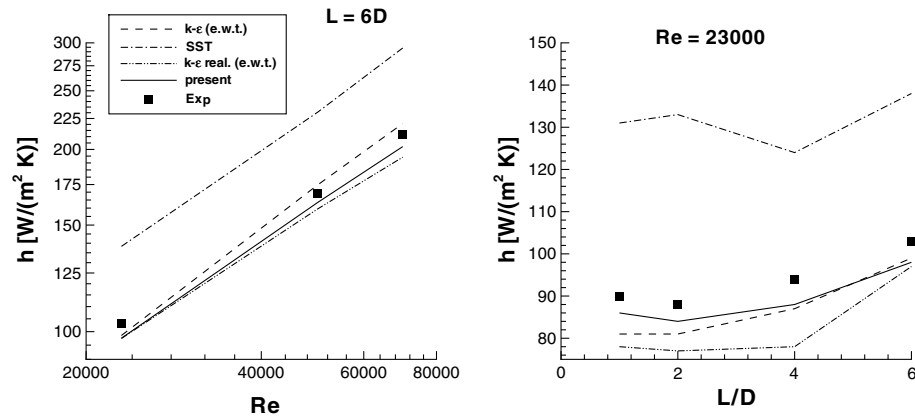 L = 6D
k-ε (e.w.t.)
SST
k-ε real. (e.w.t.)
present
Exp
300
275
250
225
200
175
150
125
100
h [W/(m² K)]
20000
40000
60000
80000
Re
Re = 23000
150
140
130
120
110
100
90
80
h [W/(m² K)]
0
2
4
6
L/D